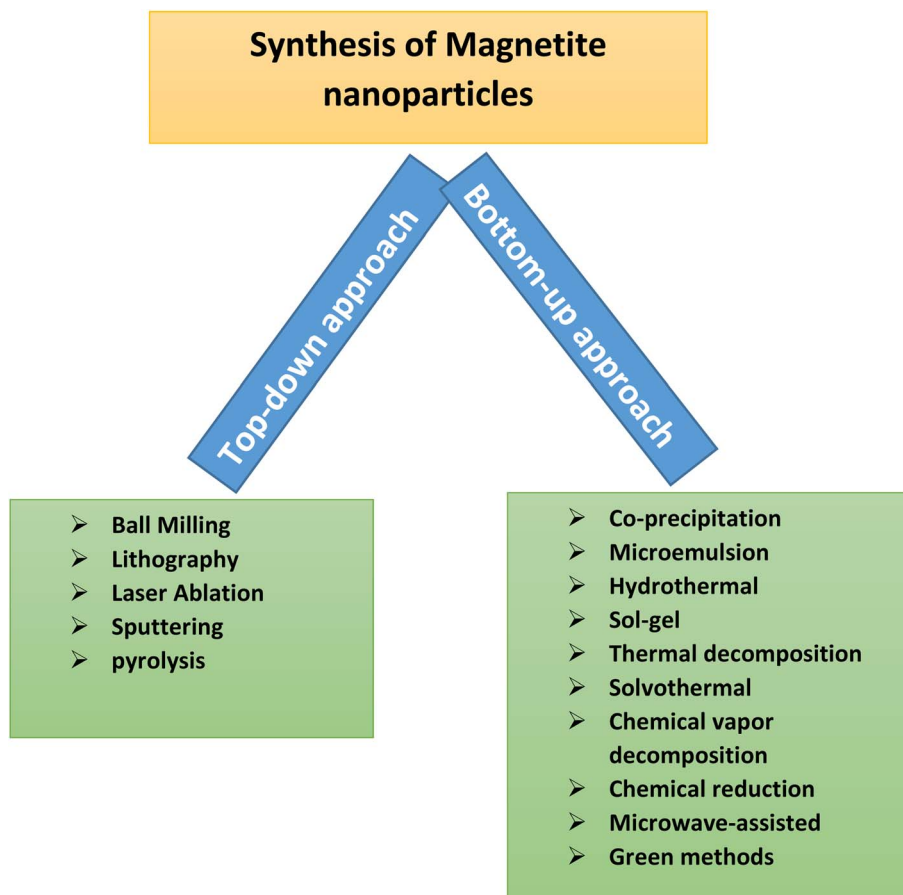 Synthesis of Magnetite
nanoparticles
Top-down approach
Bottom-up approach
➢ Ball Milling
➢ Lithography
➢ Laser Ablation
➢ Sputtering
➢ pyrolysis
➢ Co-precipitation
➢ Microemulsion
➢ Hydrothermal
➢ Sol-gel
➢ Thermal decomposition
➢ Solvothermal
➢ Chemical vapor
decomposition
➢ Chemical reduction
➢ Microwave-assisted
➢ Green methods